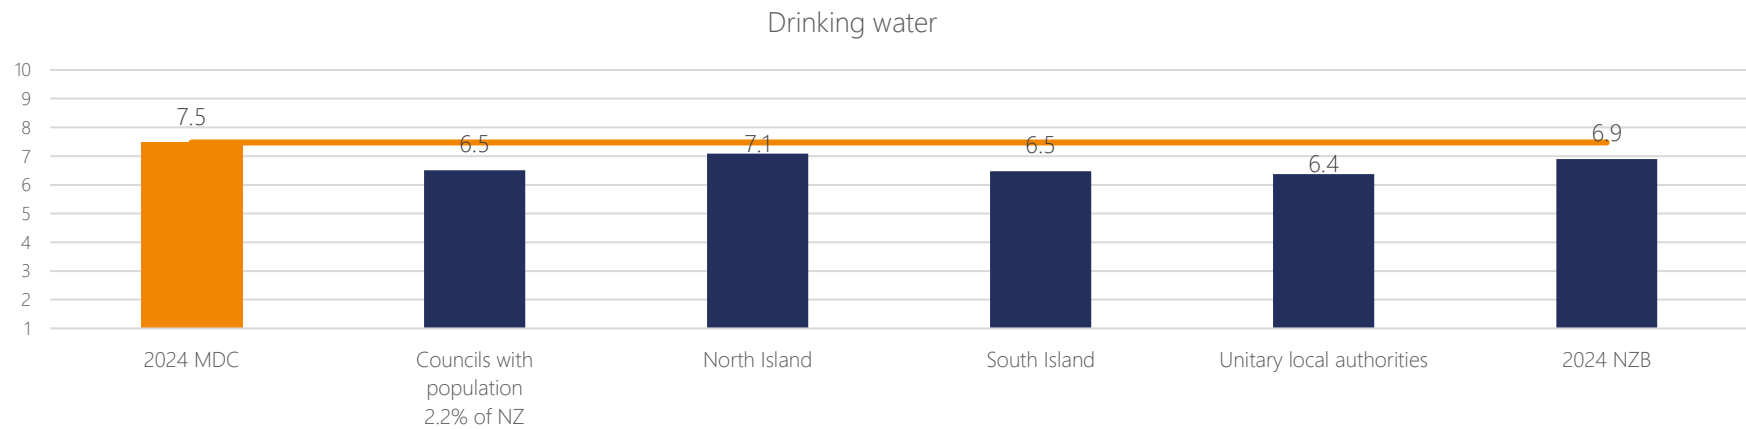 Drinking water
10
9
8
7
6
5
4
3
2
1
7.5
6.5
7.1
6.5
6.4
6.9
2024 MDC
Councils with
population
2.2% of NZ
North Island
South Island
Unitary local authorities
2024 NZB